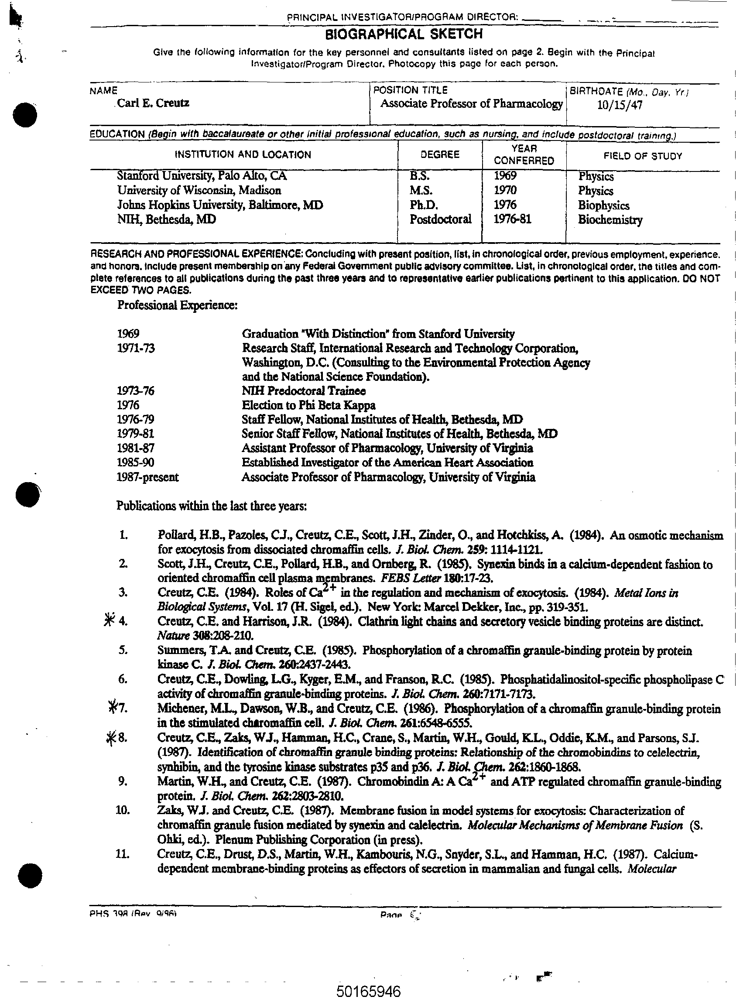 PRINCIPAL INVESTIGATOR/PROGRAM DIRECTOR:
BIOGRAPHICAL SKETCH
Give the following information for the key personnel and consultants listed on page 2. Begin with the Principal
Investigator/Program Director. Photocopy this page for each person.
NAME POSITION TITLE BIRTHDATE (Mo., Day, Yr.)
Carl E. Creutz Associate Professor of Pharmacology 10/15/47
EDUCATION (Begin with baccalaureate or other initial professional education, such as nursing, and include postdoctoral training.)
INSTITUTION AND LOCATION DEGREE YEAR CONFERRED FIELD OF STUDY
Stanford University, Palo Alto, CA B.S. 1969 Physics
University of Wisconsin, Madison M.S. 1970 Physics
Johns Hopkins University, Baltimore, MD Ph.D. 1976 Biophysics
NIH, Bethesda, MD Postdoctoral 1976-81 Biochemistry
RESEARCH AND PROFESSIONAL EXPERIENCE: Concluding with present position, list, in chronological order, previous employment, experience,
and honors. Include present membership on any Federal Government public advisory committee. List, in chronological order, the titles and com-
plete references to all publications during the past three years and to representative earlier publications pertinent to this application. DO NOT
EXCEED TWO PAGES.
Professional Experience:
1969 Graduation "With Distinction" from Stanford University
1971-73 Research Staff, International Research and Technology Corporation,
Washington, D.C. (Consulting to the Environmental Protection Agency
and the National Science Foundation).
1973-76 NIH Predoctoral Trainee
1976 Election to Phi Beta Kappa
1976-79 Staff Fellow, National Institutes of Health, Bethesda, MD
1979-81 Senior Staff Fellow, National Institutes of Health, Bethesda, MD
1981-87 Assistant Professor of Pharmacology, University of Virginia
1985-90 Established Investigator of the American Heart Association
1987-present Associate Professor of Pharmacology, University of Virginia
Publications within the last three years:
1. Pollard, H.B., Pazoles, C.J., Creutz, C.E., Scott, J.H., Zinder, O., and Hotchkiss, A. (1984). An osmotic mechanism
for exocytosis from dissociated chromaffin cells. J. Biol. Chem. 259: 1114-1121.
2. Scott, J.H., Creutz, C.E., Pollard, H.B., and Ornberg, R. (1985). Synexin binds in a calcium-dependent fashion to
oriented chromaffin cell plasma membranes. FEBS Letter 180:17-23.
3. Creutz, C.E. (1984). Roles of Ca2+ in the regulation and mechanism of exocytosis. (1984). Metal Ions in
Biological Systems, Vol. 17 (H. Sigel, ed.). New York: Marcel Dekker, Inc., pp. 319-351.
* 4. Creutz, C.E. and Harrison, J.R. (1984). Clathrin light chains and secretory vesicle binding proteins are distinct.
Nature 308:208-210.
5. Summers, T.A. and Creutz, C.E. (1985). Phosphorylation of a chromaffin granule-binding protein by protein
kinase C. J. Biol. Chem. 260:2437-2443.
6. Creutz, C.E., Dowling, L.G., Kyger, E.M., and Franson, R.C. (1985). Phosphatidalinositol-specific phospholipase C
activity of chromaffin granule-binding proteins. J. Biol. Chem. 260:7171-7173.
*7. Michener, M.L., Dawson, W.B., and Creutz, C.E. (1986). Phosphorylation of a chromaffin granule-binding protein
in the stimulated chromaffin cell. J. Biol. Chem. 261:6548-6555.
*8. Creutz, C.E., Zaks, W.J., Hamman, H.C., Crane, S., Martin, W.H., Gould, K.L., Oddie, K.M., and Parsons, S.J.
(1987). Identification of chromaffin granule binding proteins: Relationship of the chromobindins to celelectrin,
synhibin, and the tyrosine kinase substrates p35 and p36. J. Biol. Chem. 262:1860-1868.
9. Martin, W.H., and Creutz, C.E. (1987). Chromobindin A: A Ca2+ and ATP regulated chromaffin granule-binding
protein. J. Biol. Chem. 262:2803-2810.
10. Zaks, W.J. and Creutz, C.E. (1987). Membrane fusion in model systems for exocytosis: Characterization of
chromaffin granule fusion mediated by synexin and calelectrin. Molecular Mechanisms of Membrane Fusion (S.
Ohki, ed.). Plenum Publishing Corporation (in press).
11. Creutz, C.E., Drust, D.S., Martin, W.H., Kambouris, N.G., Snyder, S.L., and Hamman, H.C. (1987). Calcium-
dependent membrane-binding proteins as effectors of secretion in mammalian and fungal cells. Molecular
PHS 398 (Rev. 9/86) Page
50165946